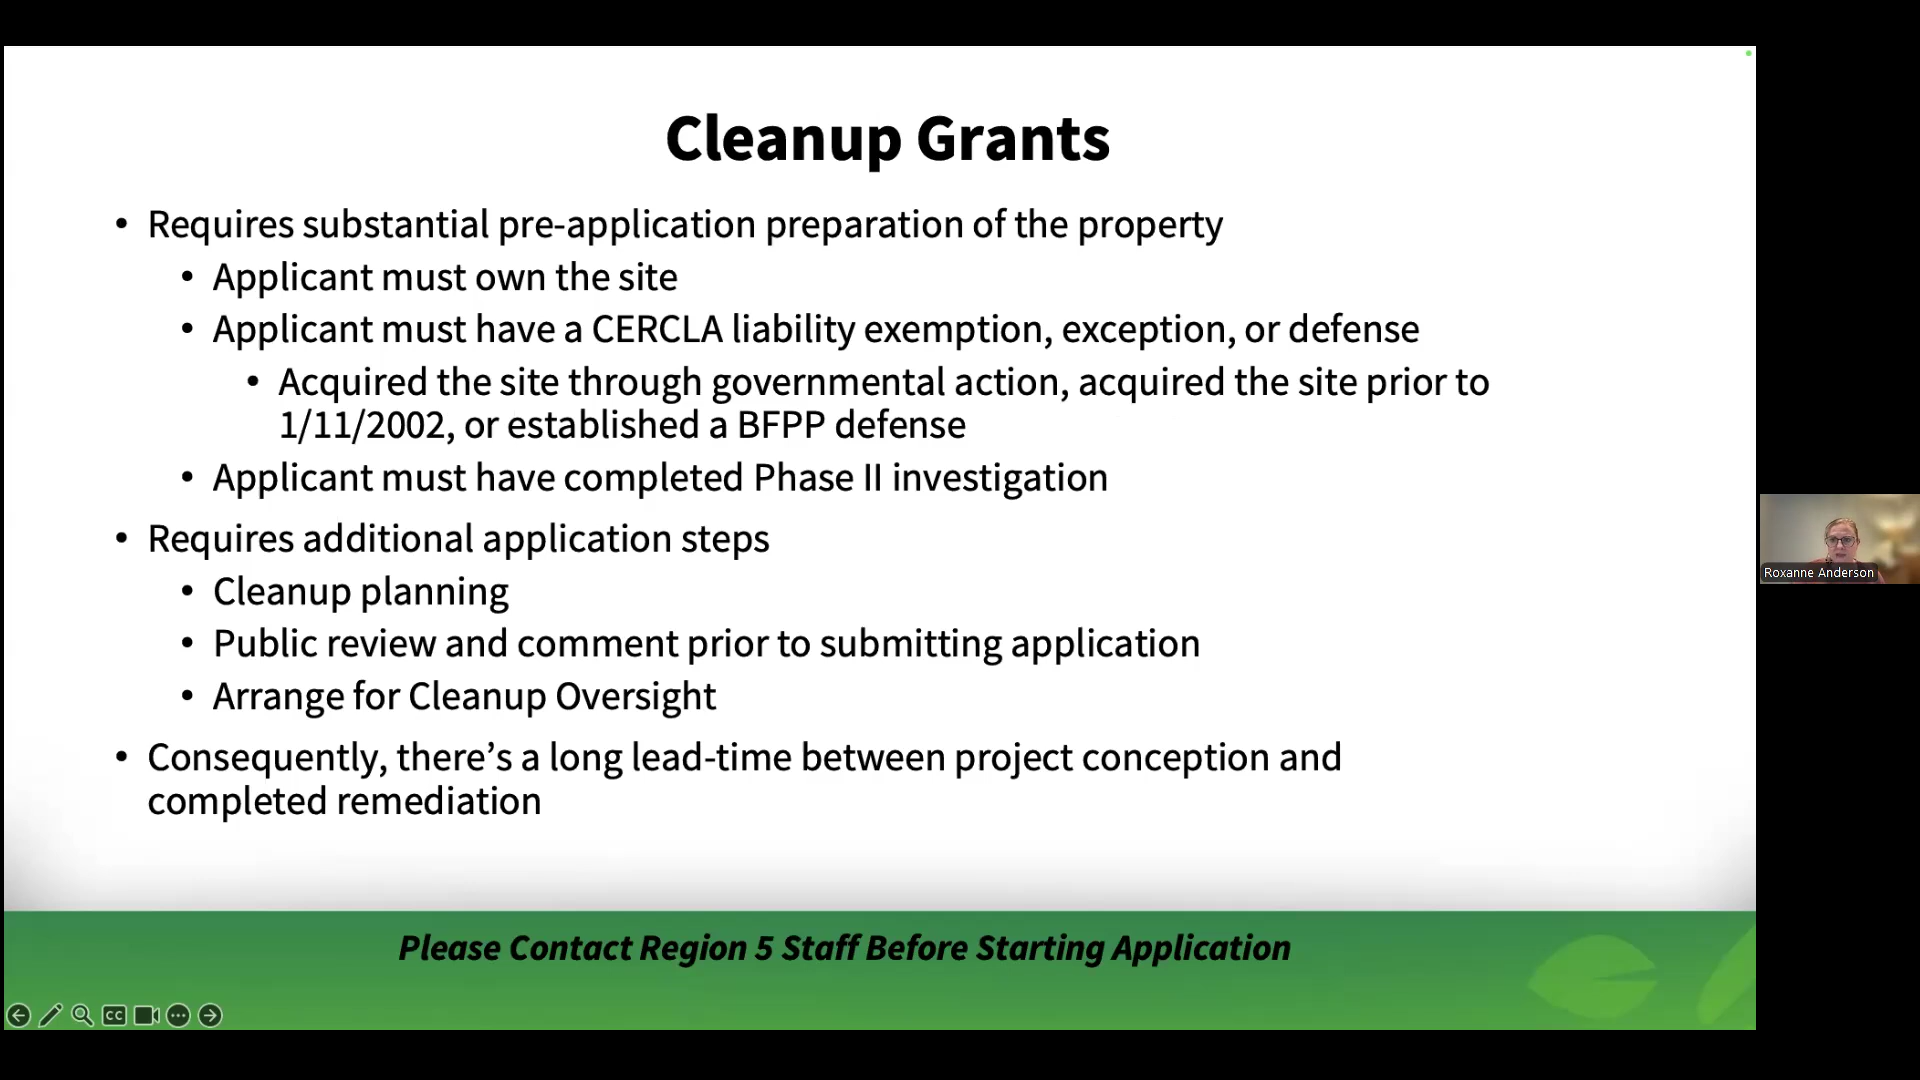 Cleanup Grants
• Requires substantial pre-application preparation of the property
• Applicant must own the site
• Applicant must have a CERCLA liability exemption, exception, or defense
• Acquired the site through governmental action, acquired the site prior to
1/11/2002, or established a BFPP defense
• Applicant must have completed Phase II investigation
• Requires additional application steps
• Cleanup planning
• Public review and comment prior to submitting application
• Arrange for Cleanup Oversight
• Consequently, there’s a long lead-time between project conception and
completed remediation
Please Contact Region 5 Staff Before Starting Application
CC
Roxanne Anderson